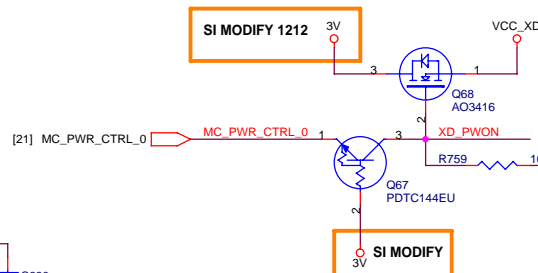 SI MODIFY 1212
3V
VCC_XD
3
1
Q68
AO3416
2
[21] MC_PWR_CTRL_0
MC_PWR_CTRL_0
1
3
XD_PWON
R759
Q67
PDTC144EU
2
3V
SI MODIFY